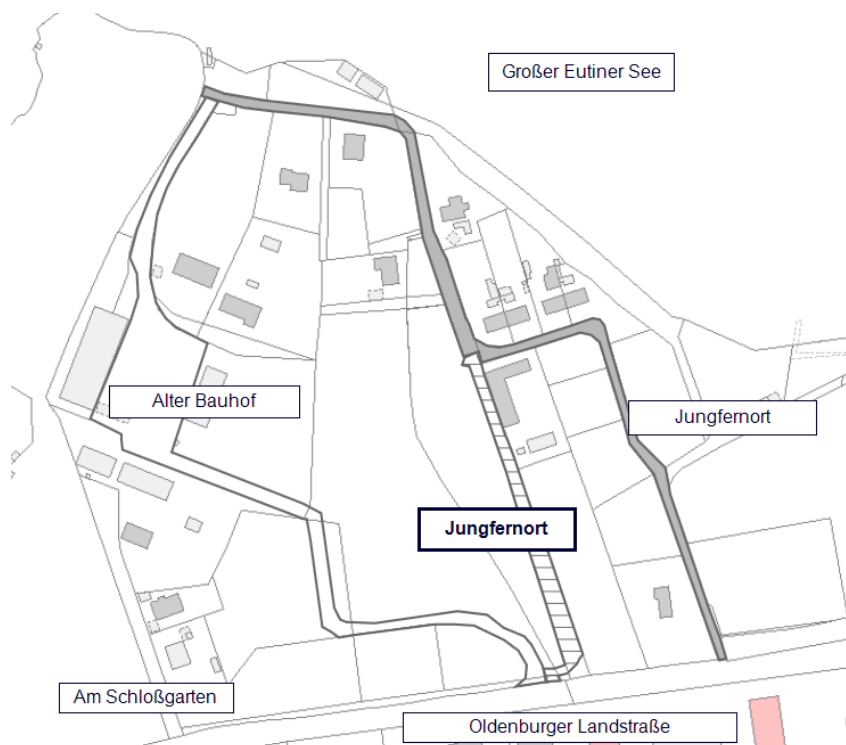 Großer Eutiner See
Alter Bauhof
Jungfernort
Jungfernort
Am Schloßgarten
Oldenburger Landstraße